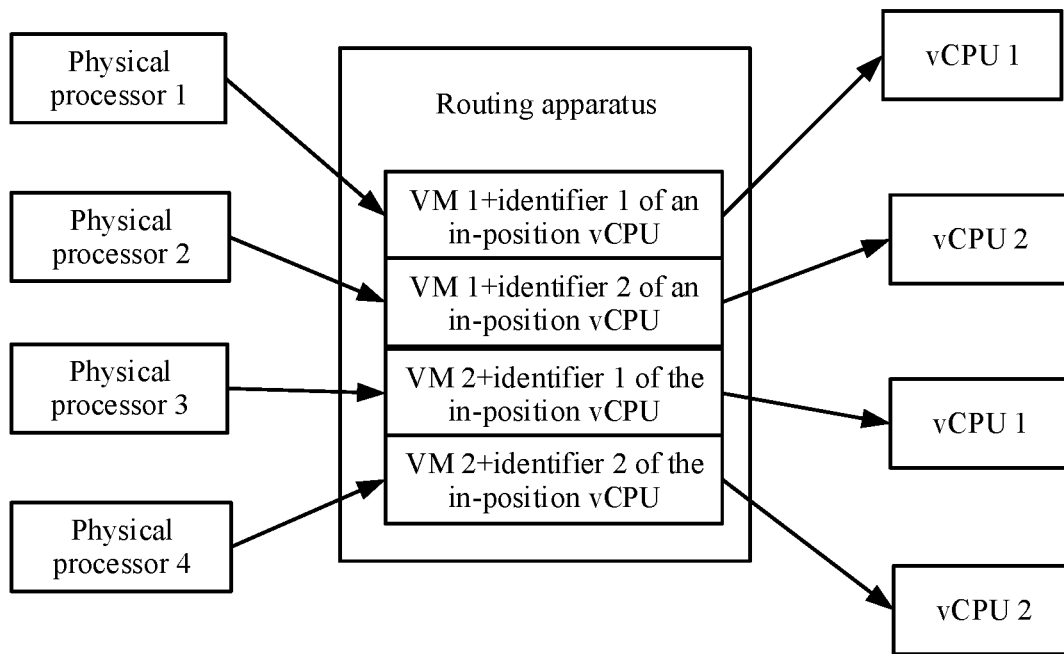 Physical
processor 1
Physical
processor 2
Physical
processor 3
Physical
processor 4
Routing apparatus
VM 1+identifier 1 of an
in-position vCPU
VM 1+identifier 2 of an
in-position vCPU
VM 2+identifier 1 of the
in-position vCPU
VM 2+identifier 2 of the
in-position vCPU
vCPU 1
vCPU 2
vCPU 1
vCPU 2